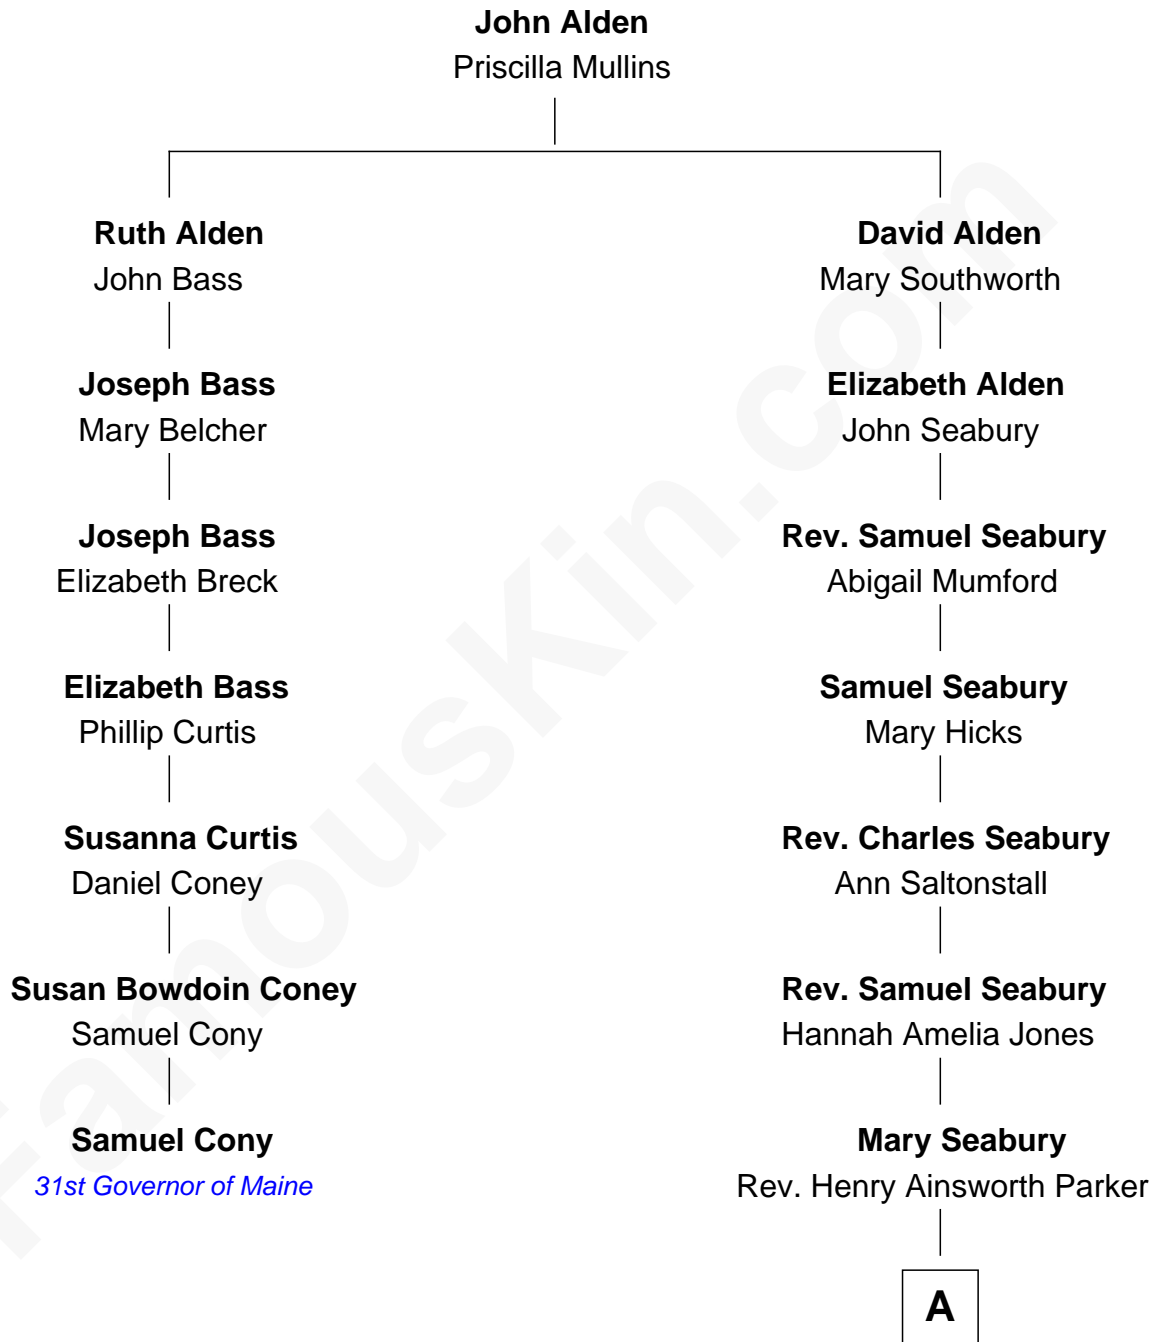 John Alden
Priscilla Mullins
Ruth Alden
John Bass
David Alden
Mary Southworth
Joseph Bass
Mary Belcher
Elizabeth Alden
John Seabury
Joseph Bass
Elizabeth Breck
Rev. Samuel Seabury
Abigail Mumford
Elizabeth Bass
Phillip Curtis
Samuel Seabury
Mary Hicks
Susanna Curtis
Daniel Coney
Rev. Charles Seabury
Ann Saltonstall
Susan Bowdoin Coney
Samuel Cony
Rev. Samuel Seabury
Hannah Amelia Jones
Samuel Cony
31st Governor of Maine
Mary Seabury
Rev. Henry Ainsworth Parker
A
FamousKin.com